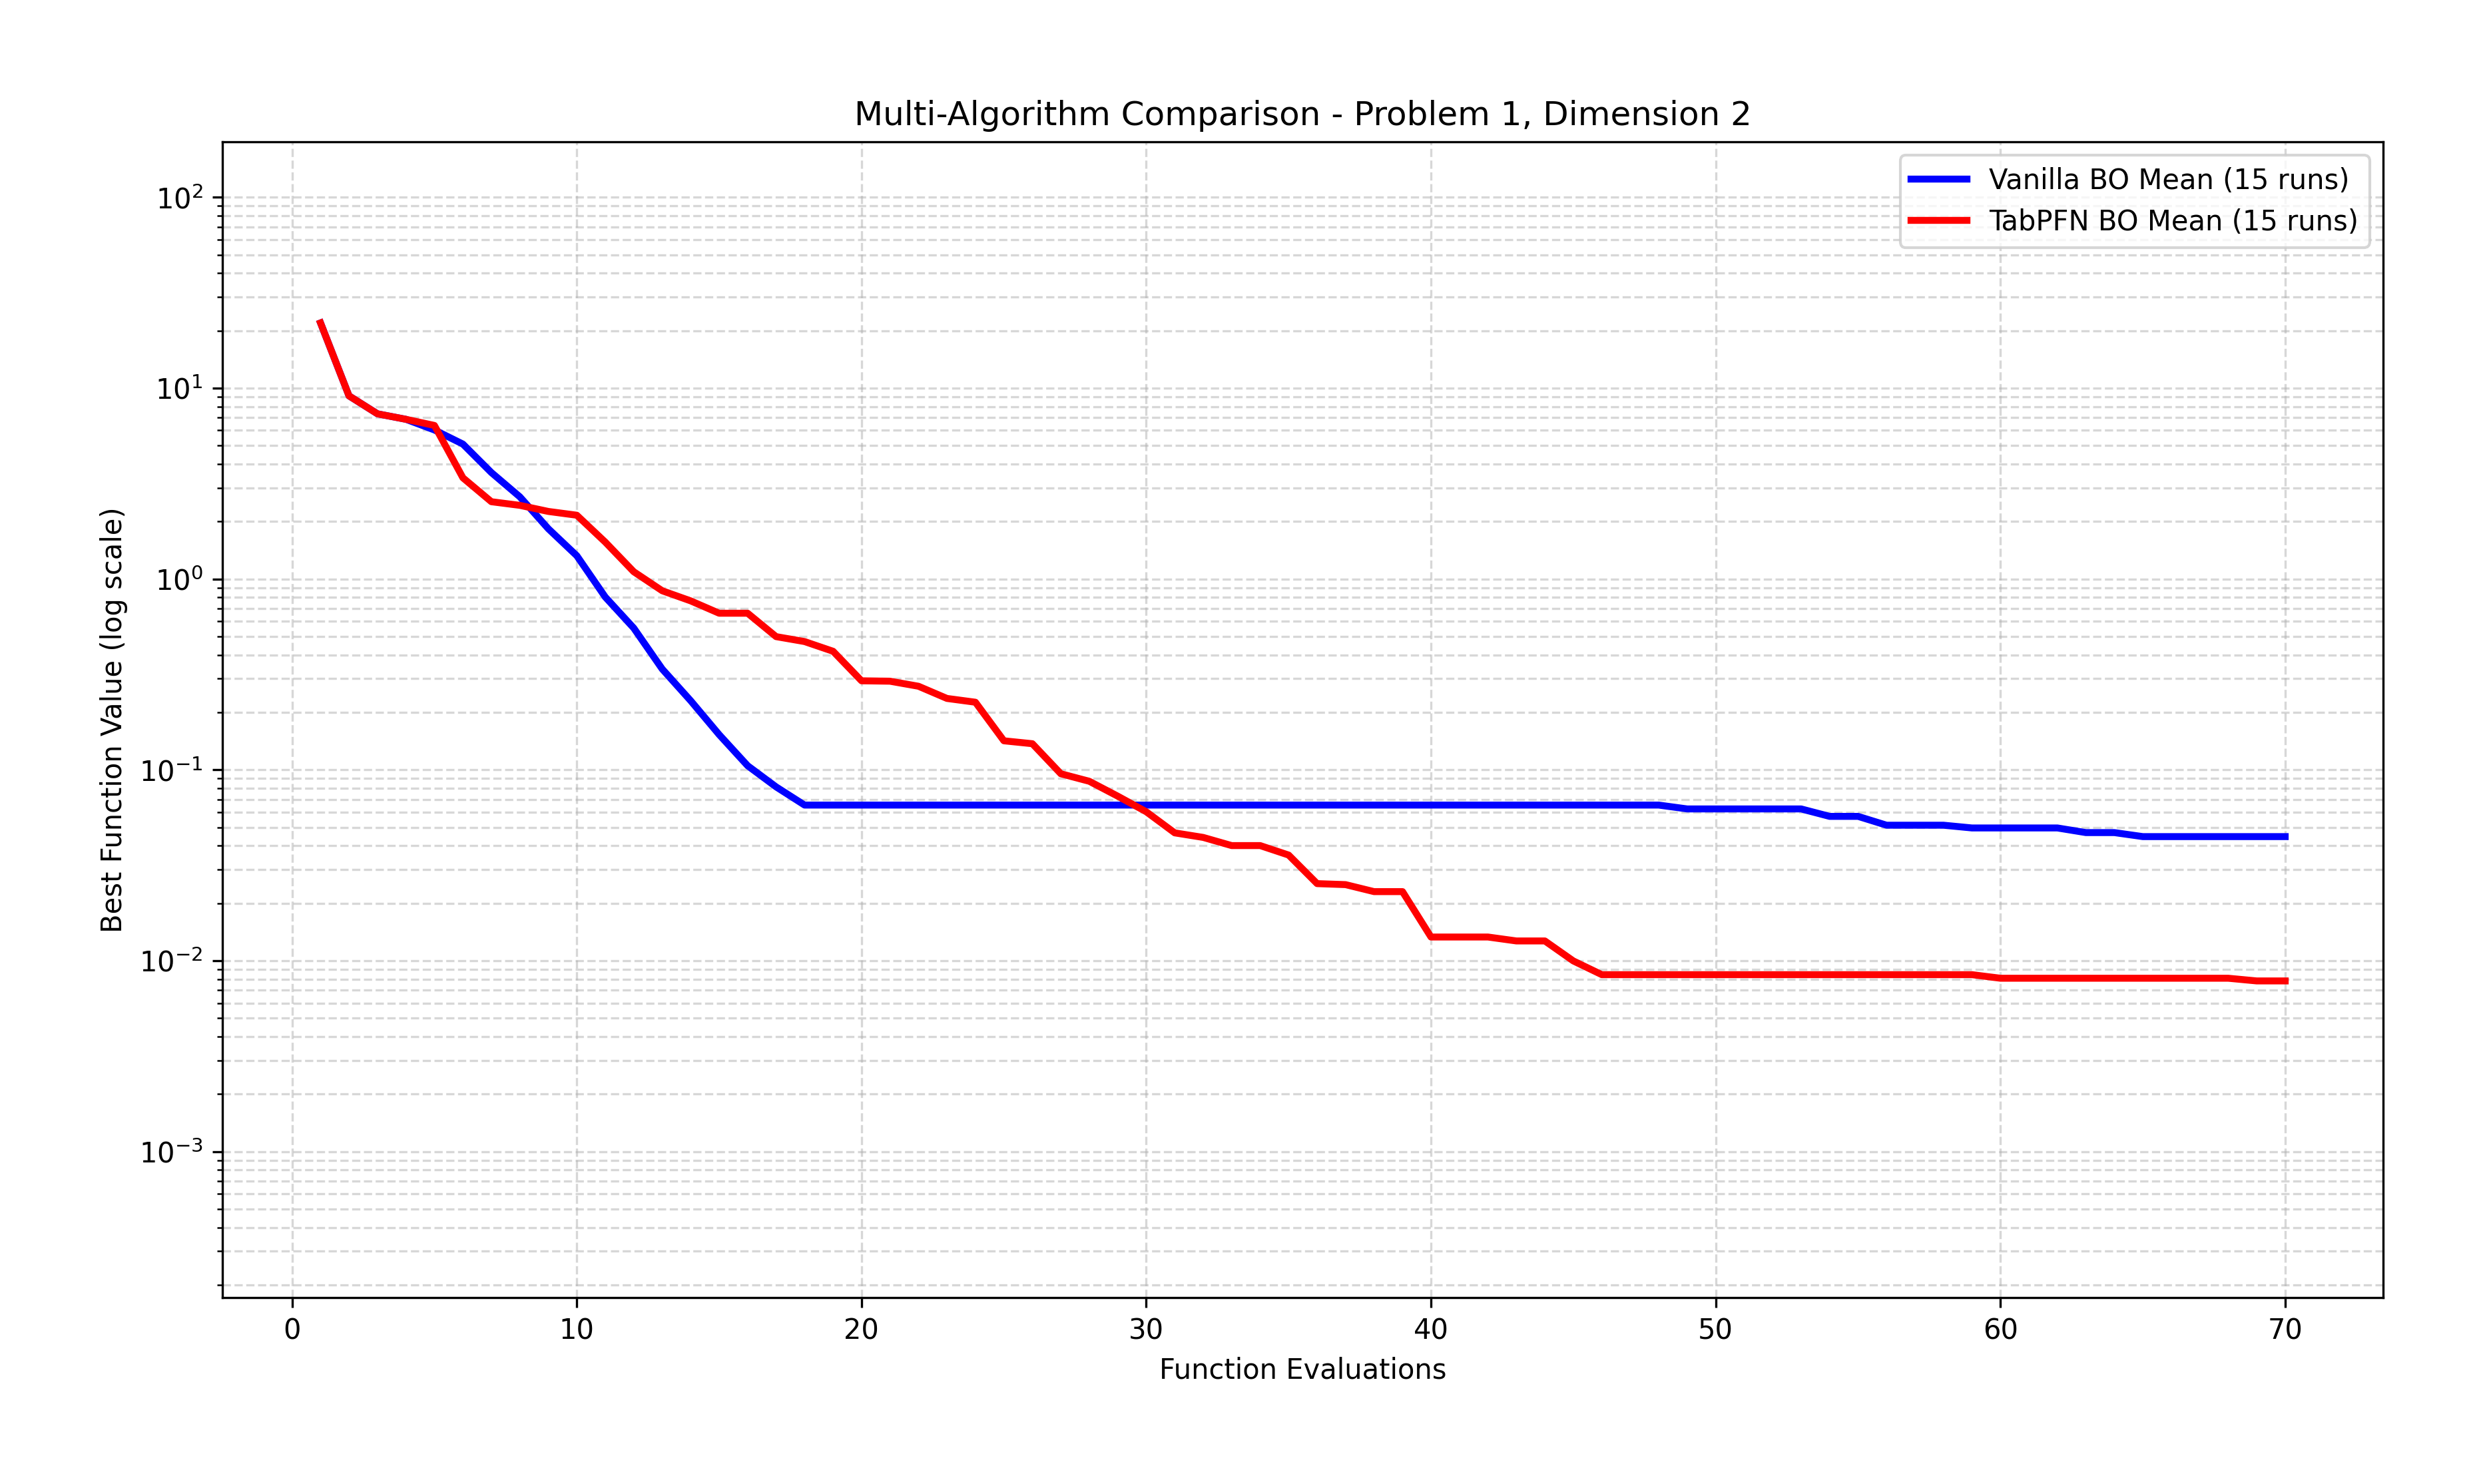 Multi-Algorithm Comparison - Problem 1, Dimension 2
Vanilla BO Mean (15 runs)
TabPFN BO Mean (15 runs)
10²
10¹
10⁰
10⁻¹
10⁻²
10⁻³
Best Function Value (log scale)
0 10 20 30 40 50 60 70
Function Evaluations